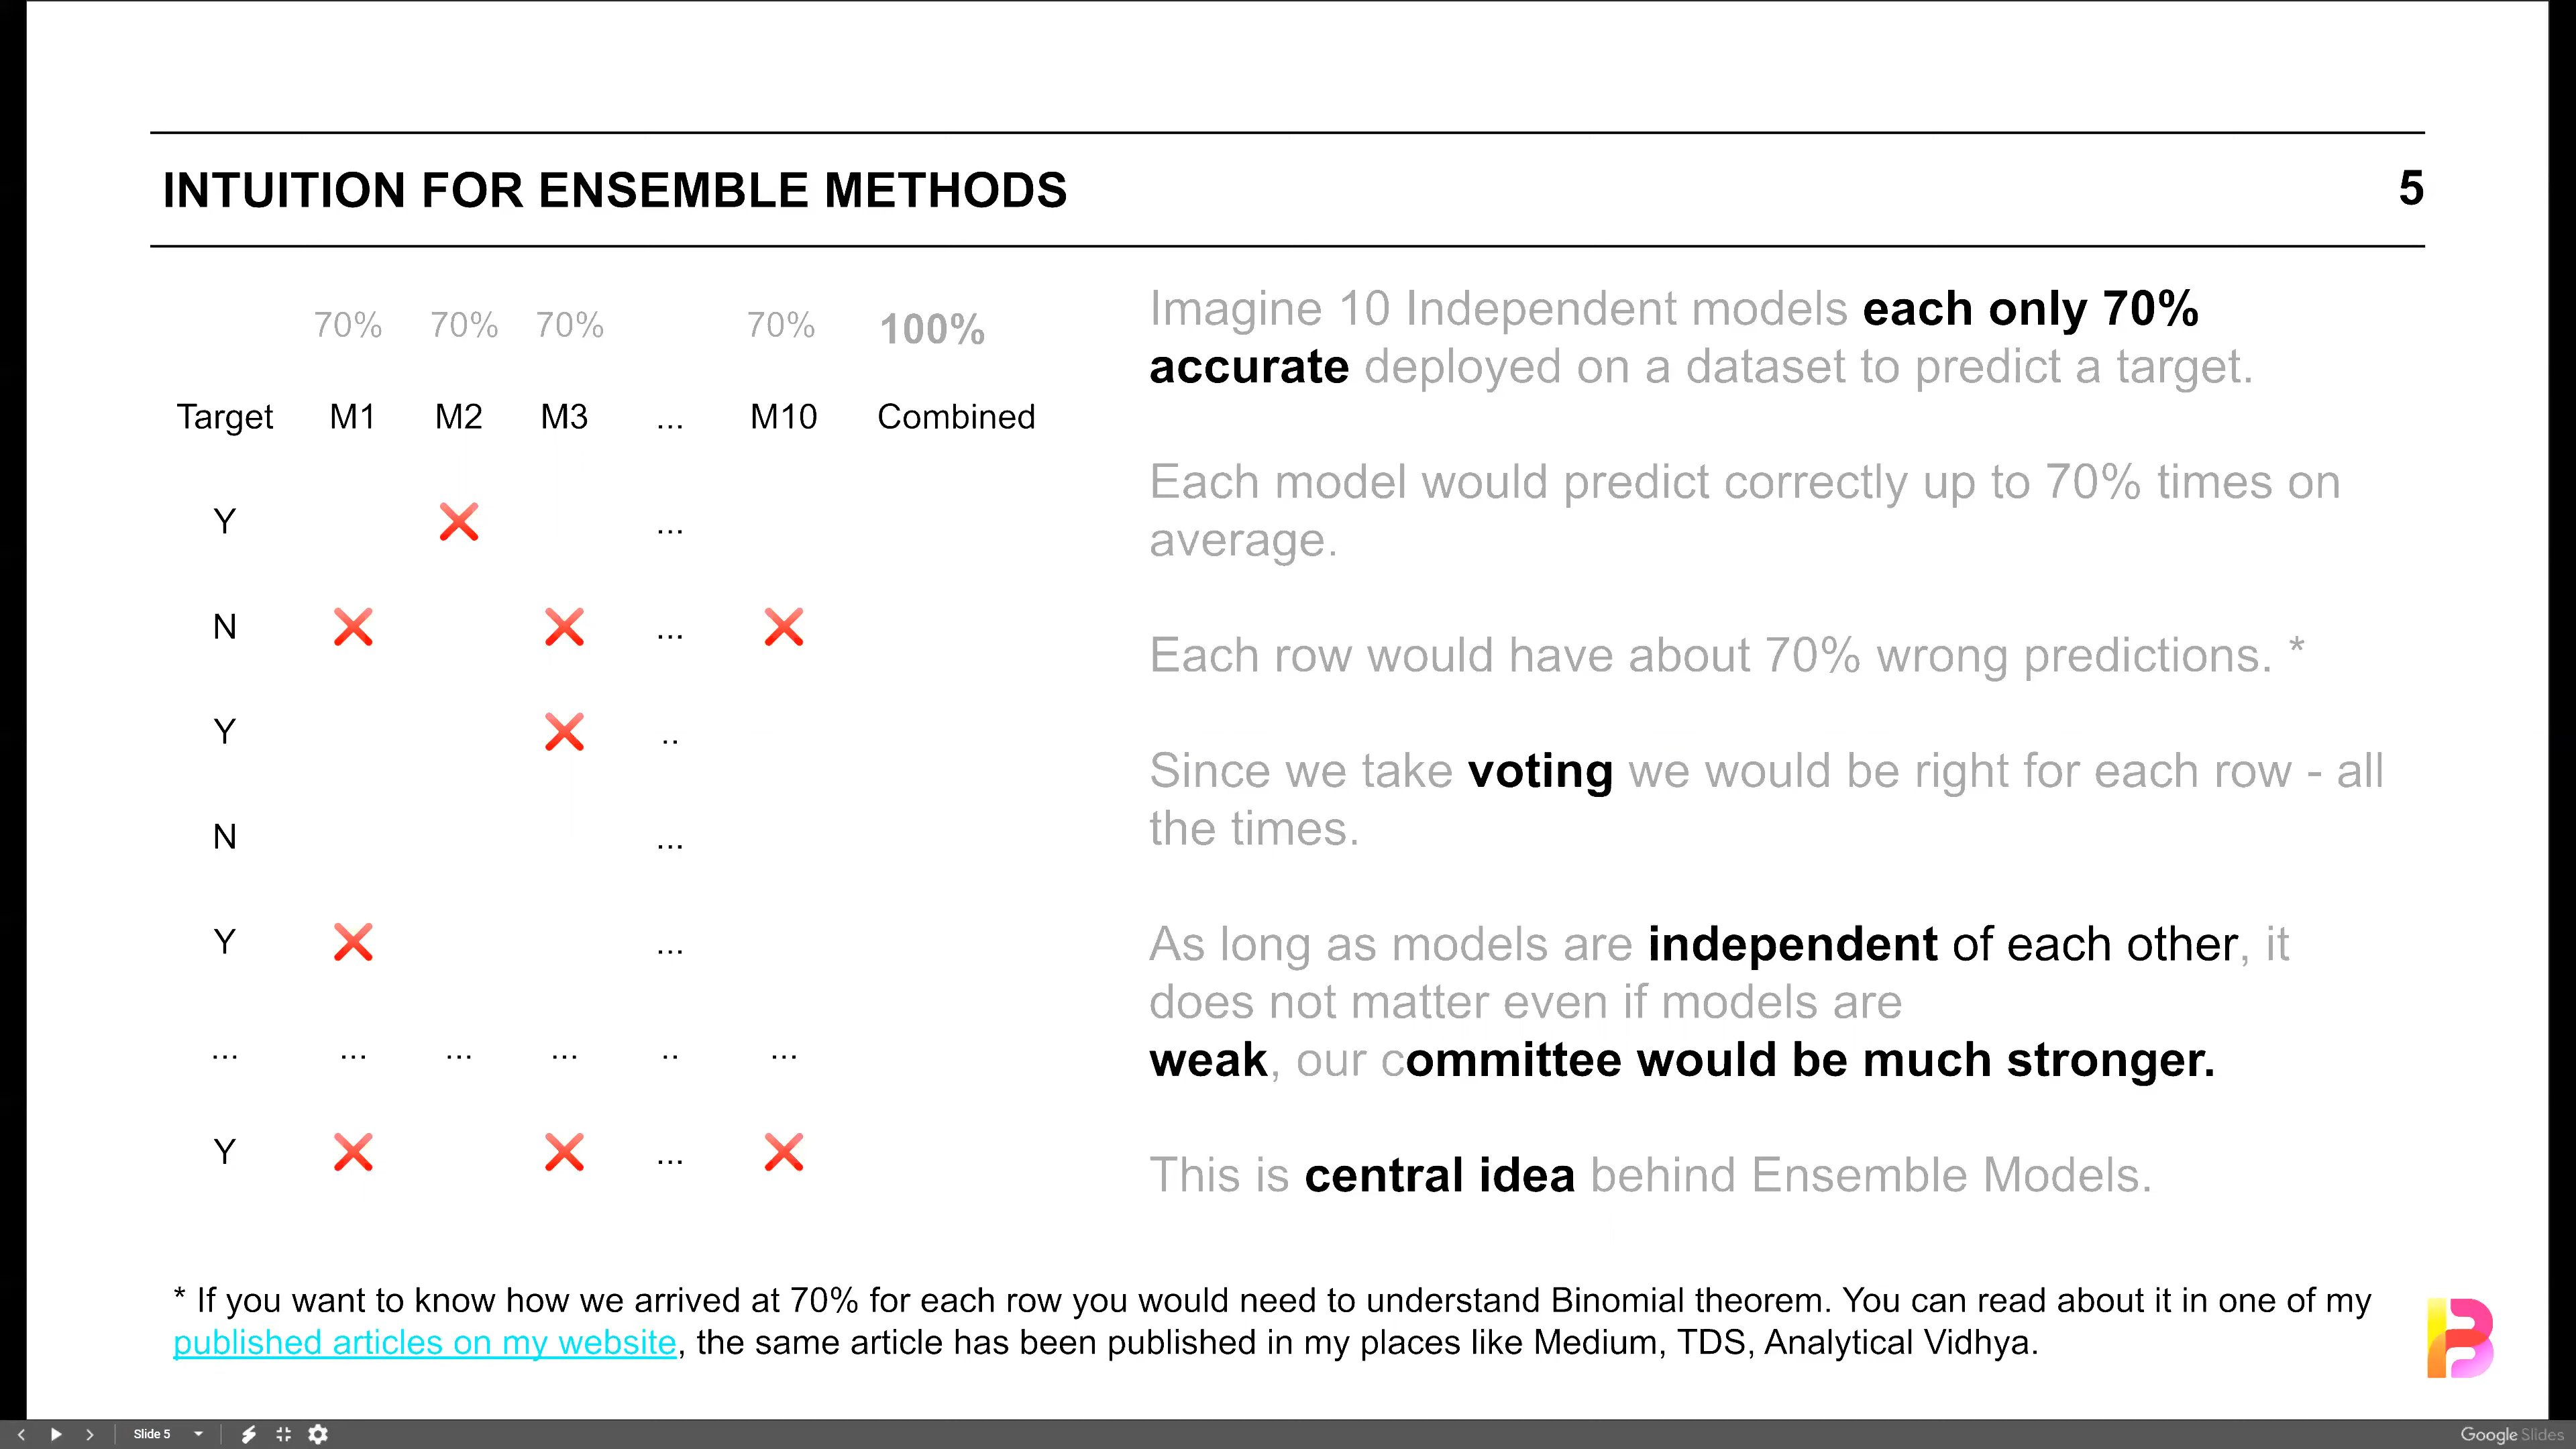 INTUITION FOR ENSEMBLE METHODS 5
70% 70% 70% 70% 100%
Target M1 M2 M3 ... M10 Combined
Y ...
N ...
Y ..
N ...
Y ...
... ... ... ... .. ...
Y ...
Imagine 10 Independent models each only 70%
accurate deployed on a dataset to predict a target.
Each model would predict correctly up to 70% times on
average.
Each row would have about 70% wrong predictions. *
Since we take voting we would be right for each row - all
the times.
As long as models are independent of each other, it
does not matter even if models are
weak, our committee would be much stronger.
This is central idea behind Ensemble Models.
* If you want to know how we arrived at 70% for each row you would need to understand Binomial theorem. You can read about it in one of my
published articles on my website, the same article has been published in my places like Medium, TDS, Analytical Vidhya.
Slide 5
Google Slides